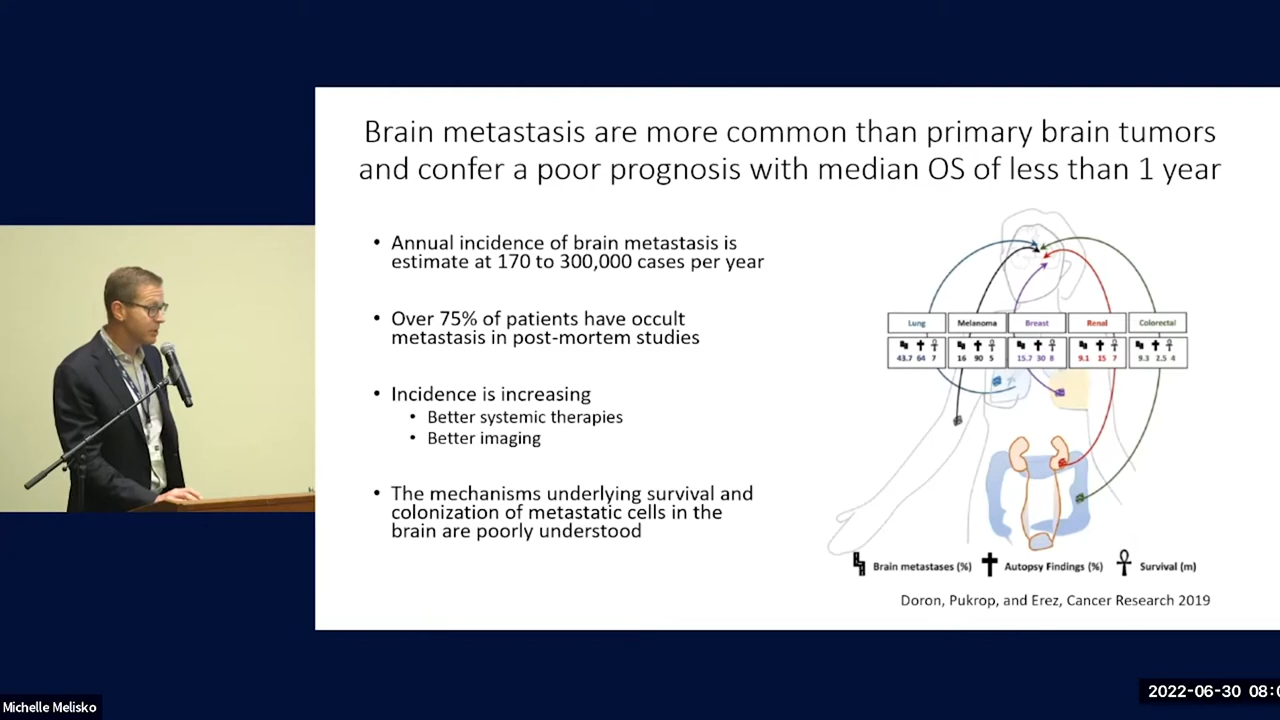 Brain metastasis are more common than primary brain tumors
and confer a poor prognosis with median OS of less than 1 year
• Annual incidence of brain metastasis is
estimate at 170 to 300,000 cases per year
• Over 75% of patients have occult
metastasis in post-mortem studies
• Incidence is increasing
• Better systemic therapies
• Better imaging
• The mechanisms underlying survival and
colonization of metastatic cells in the
brain are poorly understood
Lung Melanoma Breast Renal Colorectal
43.7 64 7 16 90 5 15.7 30 8 9.1 15 7 9.3 2.5 4
Brain metastases (%) Autopsy Findings (%) Survival (m)
Doron, Pukrop, and Erez, Cancer Research 2019
Michelle Melisko
2022-06-30 08:0